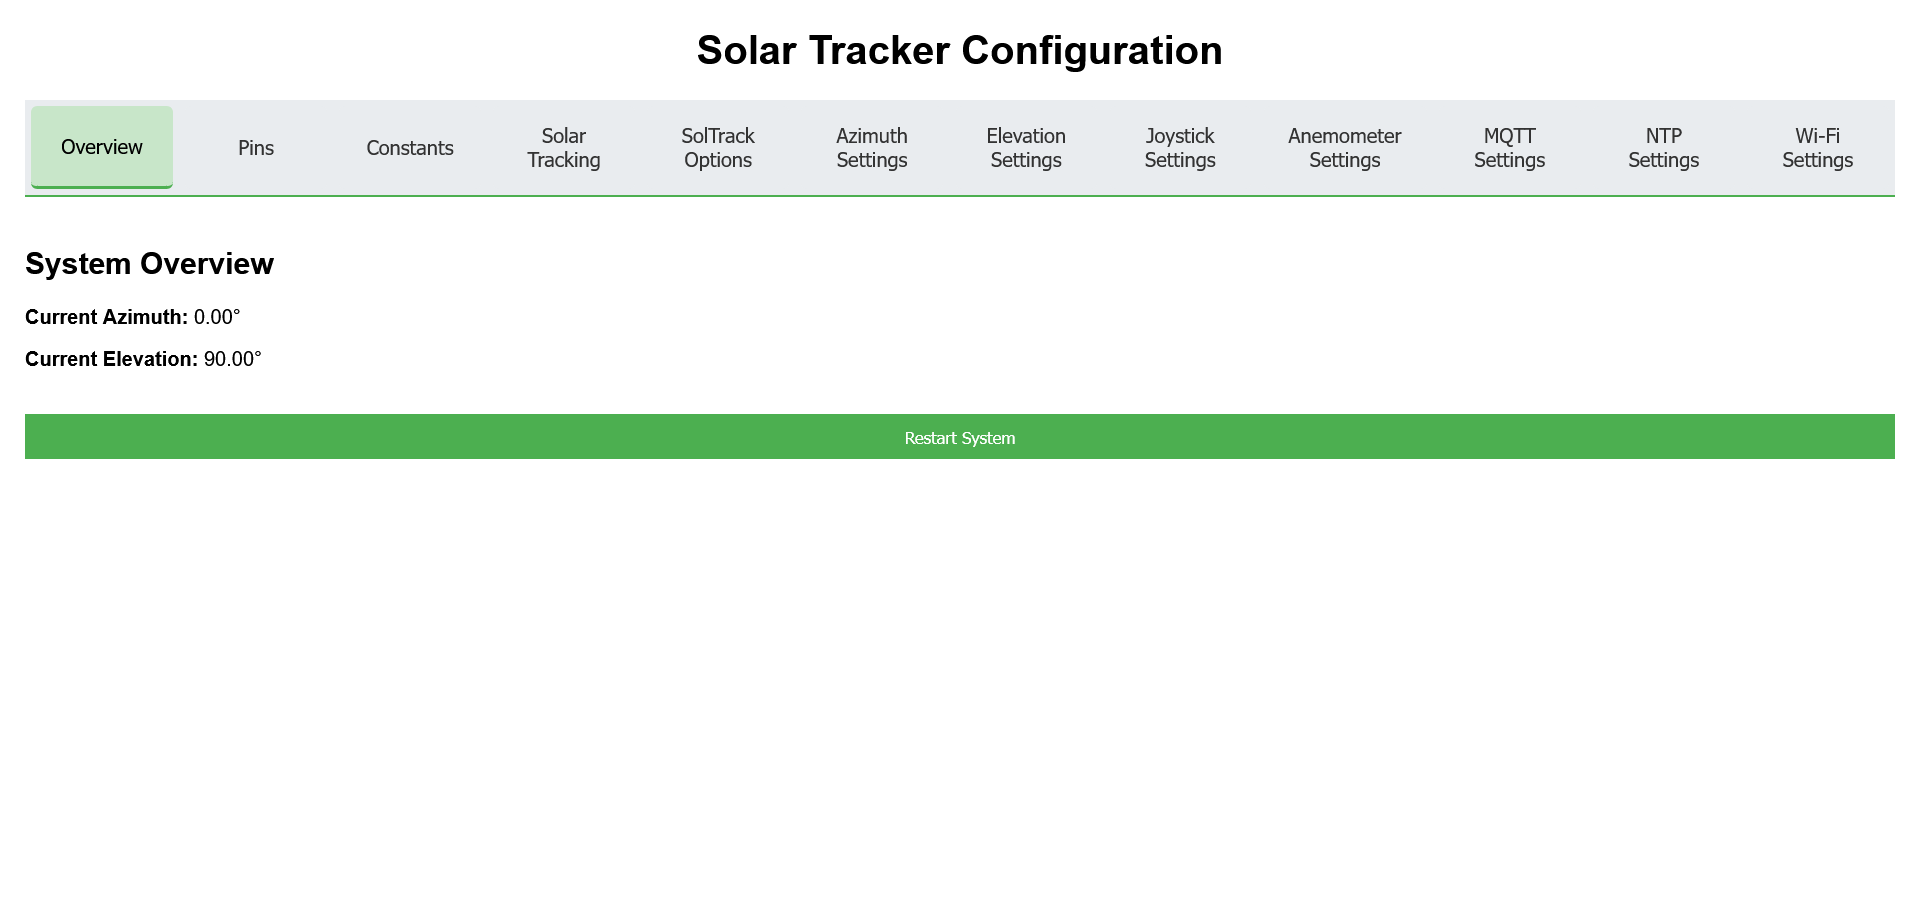 Solar Tracker Configuration
Overview
Pins
Constants
Solar
Tracking
SolTrack
Options
Azimuth
Settings
Elevation
Settings
Joystick
Settings
Anemometer
Settings
MQTT
Settings
NTP
Settings
Wi-Fi
Settings
System Overview
Current Azimuth: 0.00°
Current Elevation: 90.00°
Restart System